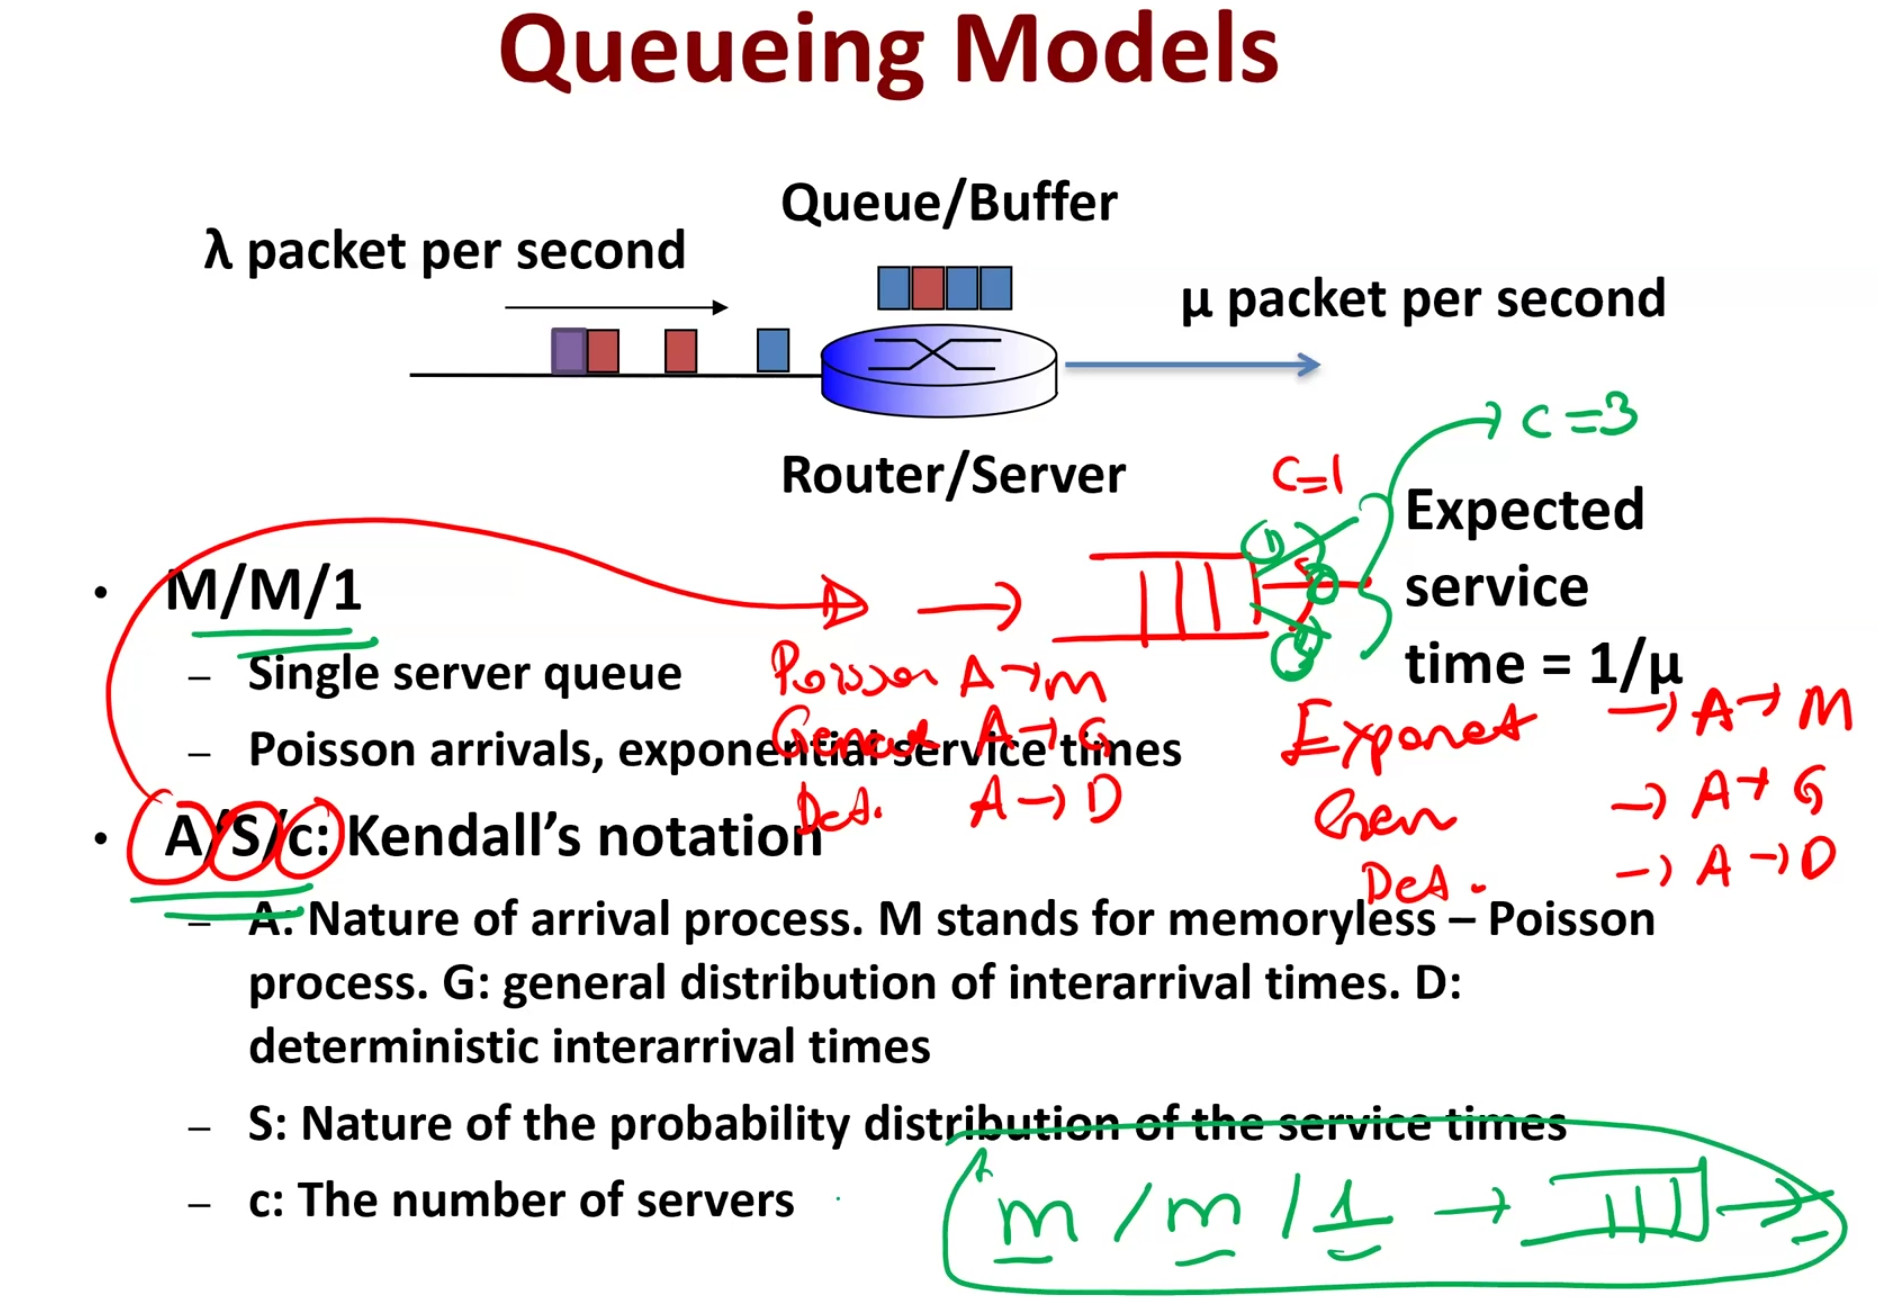 Queueing Models
Queue/Buffer
λ packet per second
μ packet per second
Router/Server
C=3
C=1
Expected
service
time = 1/μ
• M/M/1
– Single server queue
– Poisson arrivals, exponential service times
Poisson A→M
A→G
Det. A→D
Exponet → A→M
Gen → A→G
Det. → A→D
• A/S/c: Kendall’s notation
– A: Nature of arrival process. M stands for memoryless – Poisson
process. G: general distribution of interarrival times. D:
deterministic interarrival times
– S: Nature of the probability distribution of the service times
– c: The number of servers
m/m/1 →